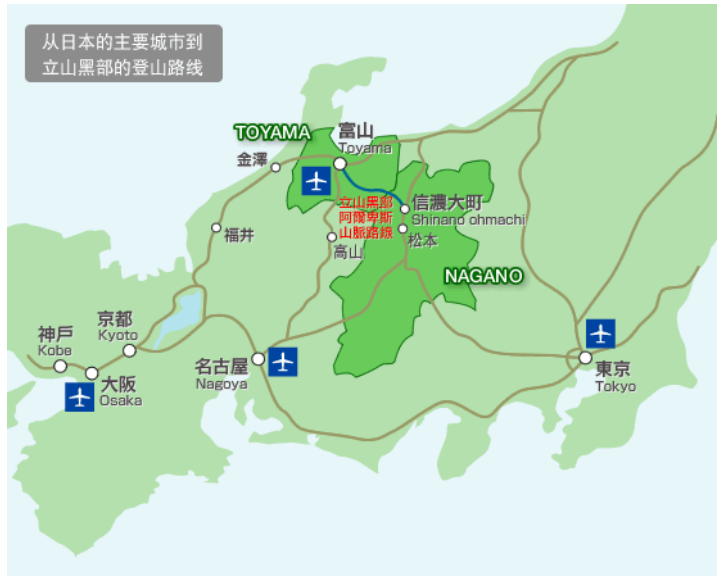 从日本的主要城市到
立山黑部的登山路线
TOYAMA
富山
Toyama
金澤
立山黑部
阿爾卑斯
山脈路線
信濃大町
Shinano ohmachi
福井
高山
松本
NAGANO
神戶
Kobe
京都
Kyoto
大阪
Osaka
名古屋
Nagoya
東京
Tokyo